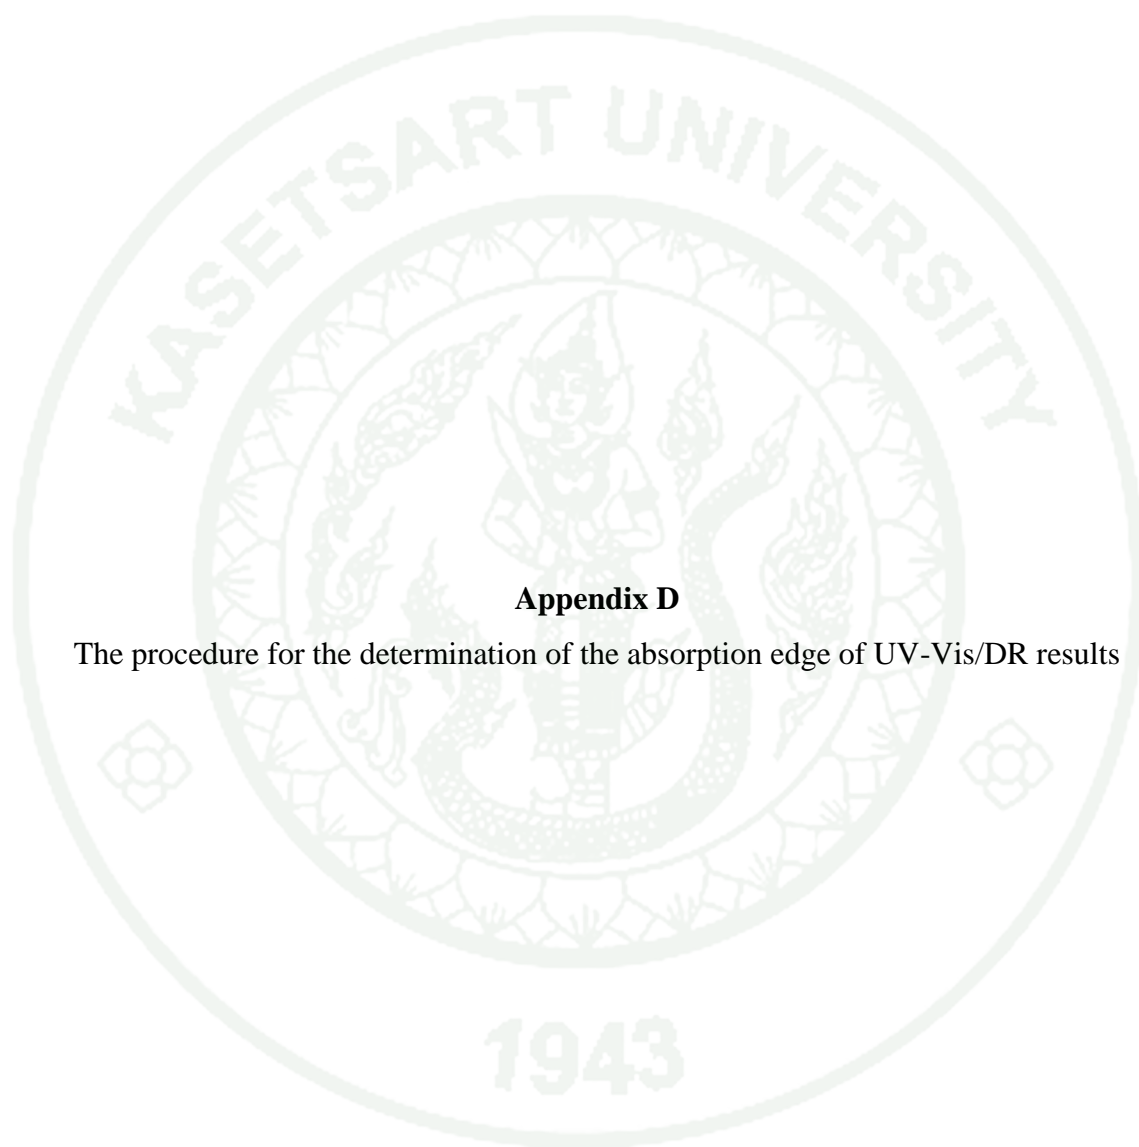 KASETSART UNIVERSITY
Appendix D
The procedure for the determination of the absorption edge of UV-Vis/DR results
1943